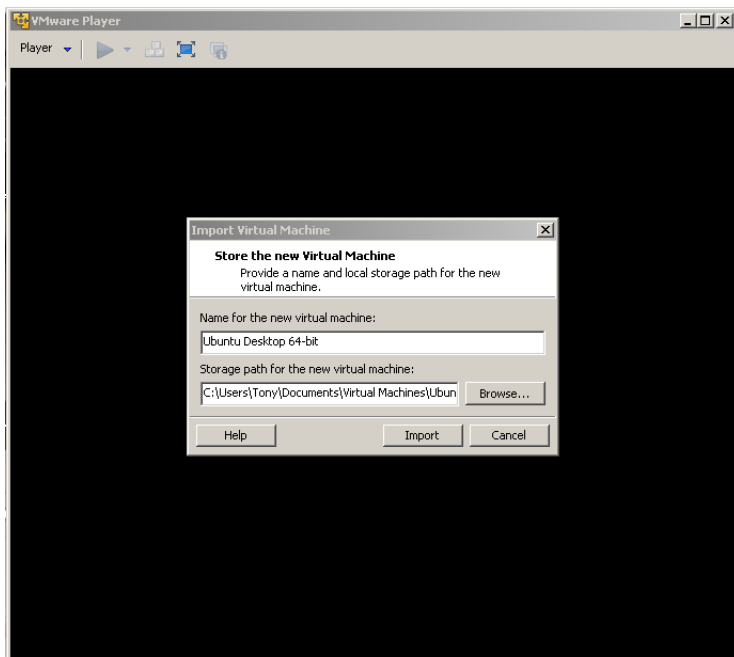 VMware Player
Player
Import Virtual Machine
Store the new Virtual Machine
Provide a name and local storage path for the new
virtual machine.
Name for the new virtual machine:
Ubuntu Desktop 64-bit
Storage path for the new virtual machine:
C:\Users\Tony\Documents\Virtual Machines\Ubun
Browse...
Help
Import
Cancel